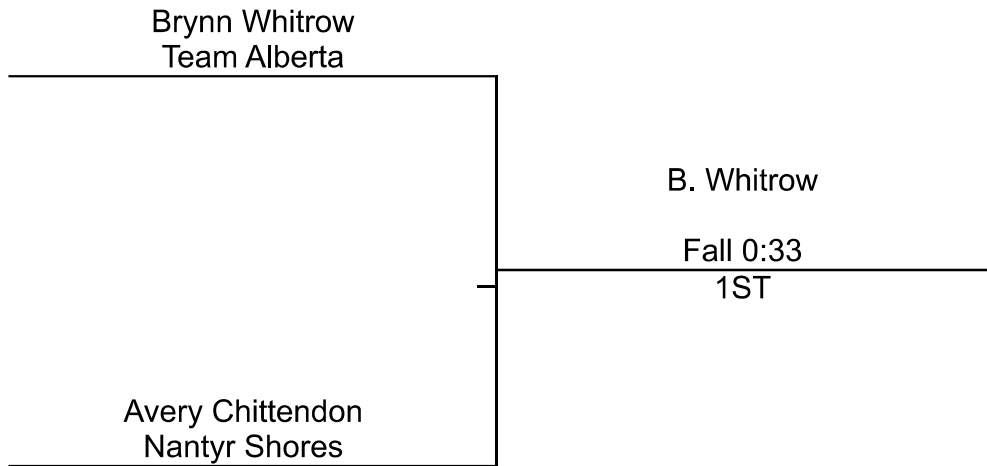 Brynn Whitrow
Team Alberta
B. Whitrow
Fall 0:33
1ST
Avery Chittendon
Nantyr Shores